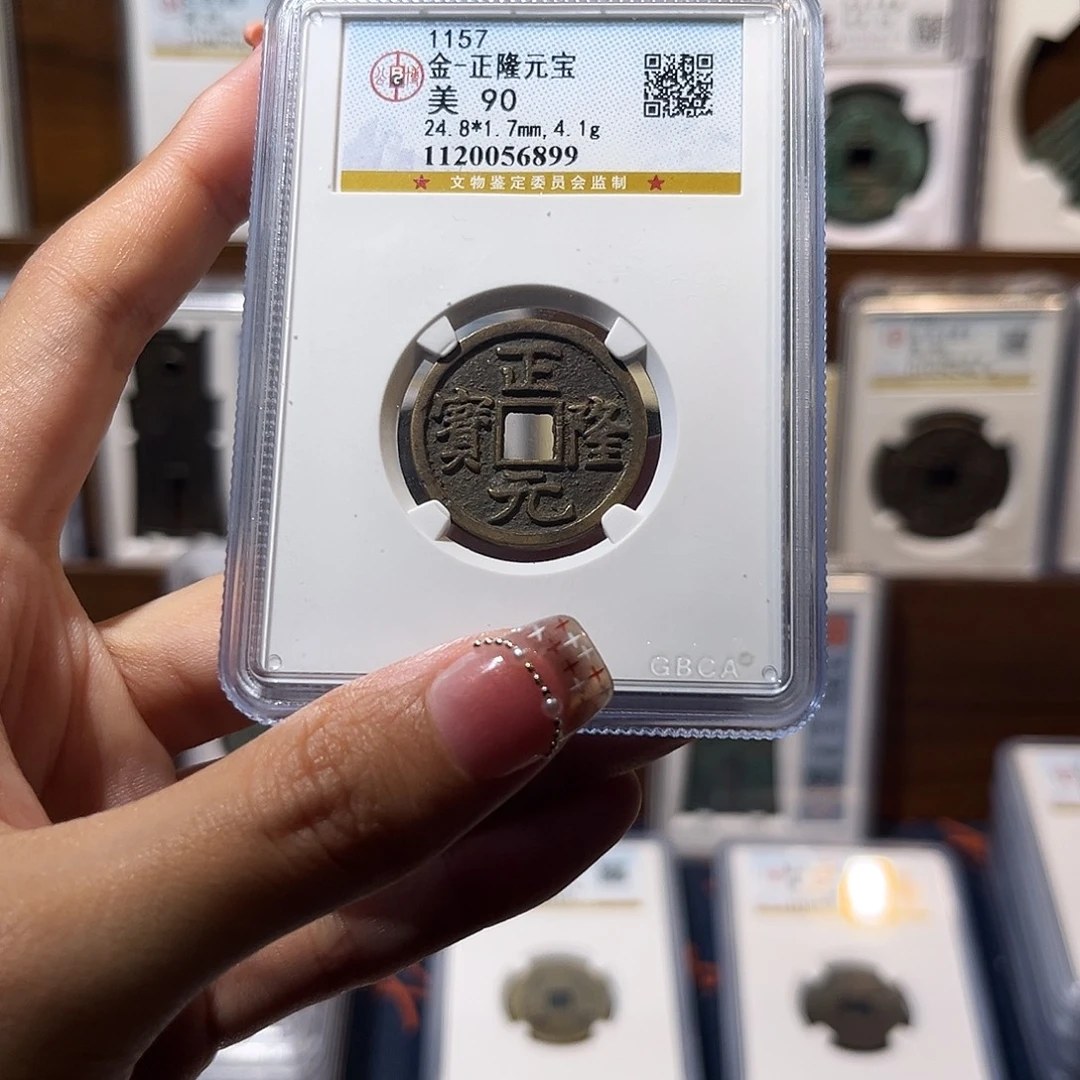 1157
金-正隆元宝
美 90
24.8*1.7mm,4.1g
1120056899
★ 文物鉴定委员会监制 ★
正
隆
元
寶
GBCA